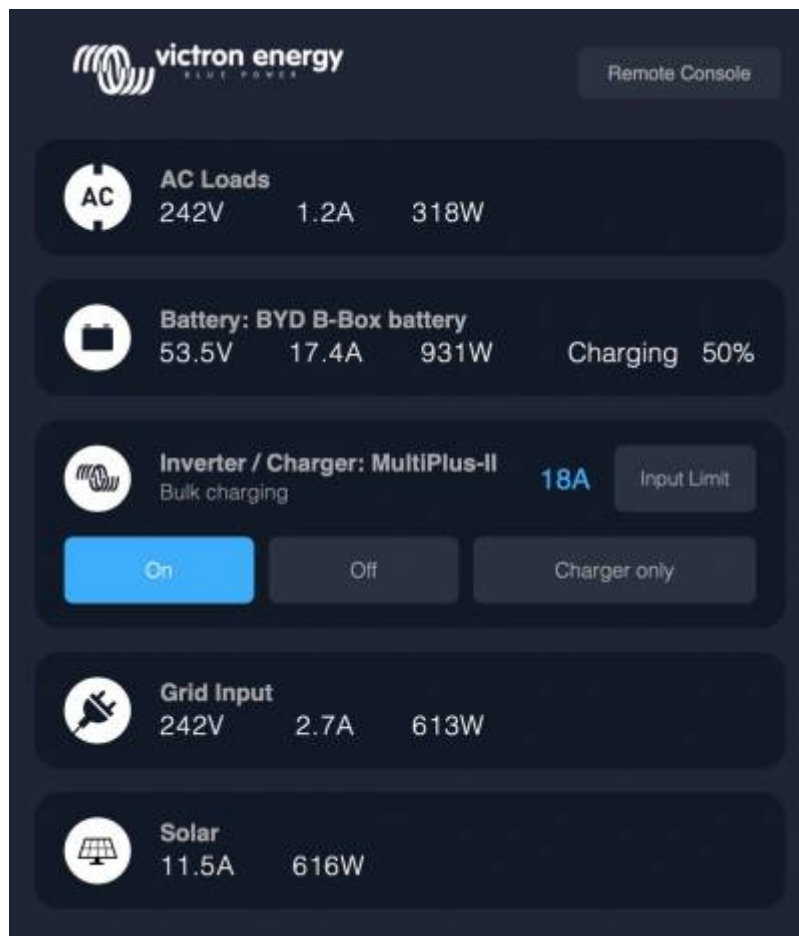 victron energy
BLUE POWER
Remote Console
AC
AC Loads
242V 1.2A 318W
Battery: BYD B-Box battery
53.5V 17.4A 931W Charging 50%
Inverter / Charger: MultiPlus-II
Bulk charging
18A Input Limit
On Off Charger only
Grid Input
242V 2.7A 613W
Solar
11.5A 616W